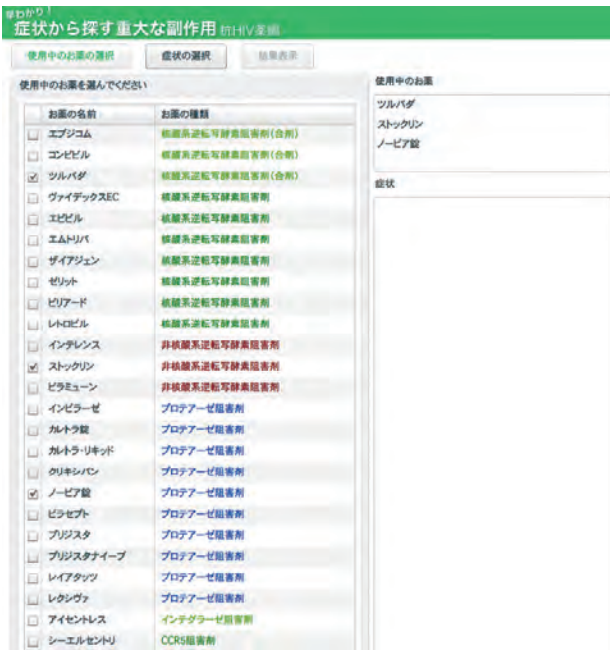 早わかり!
症状から探す重大な副作用 抗HIV薬編
使用中のお薬の選択 症状の選択 結果表示
使用中のお薬を選んでください
お薬の名前 お薬の種類
エプジコム 核酸系逆転写酵素阻害剤(合剤)
コンビビル 核酸系逆転写酵素阻害剤(合剤)
ツルバダ 核酸系逆転写酵素阻害剤(合剤)
ヴァイデックスEC 核酸系逆転写酵素阻害剤
エピビル 核酸系逆転写酵素阻害剤
エムトリバ 核酸系逆転写酵素阻害剤
ザイアジェン 核酸系逆転写酵素阻害剤
ゼリット 核酸系逆転写酵素阻害剤
ビリアード 核酸系逆転写酵素阻害剤
レトロビル 核酸系逆転写酵素阻害剤
インテレンス 非核酸系逆転写酵素阻害剤
ストックリン 非核酸系逆転写酵素阻害剤
ビラミューン 非核酸系逆転写酵素阻害剤
インビラーゼ プロテアーゼ阻害剤
カレトラ錠 プロテアーゼ阻害剤
カレトラ・リキッド プロテアーゼ阻害剤
クリキシバン プロテアーゼ阻害剤
ノービア錠 プロテアーゼ阻害剤
ビラセプト プロテアーゼ阻害剤
プリジスタ プロテアーゼ阻害剤
プリジスタナイーブ プロテアーゼ阻害剤
レイアタッツ プロテアーゼ阻害剤
レクシヴァ プロテアーゼ阻害剤
アイセントレス インテグラーゼ阻害剤
シーエルセントリ CCR5阻害剤
使用中のお薬
ツルバダ
ストックリン
ノービア錠
症状